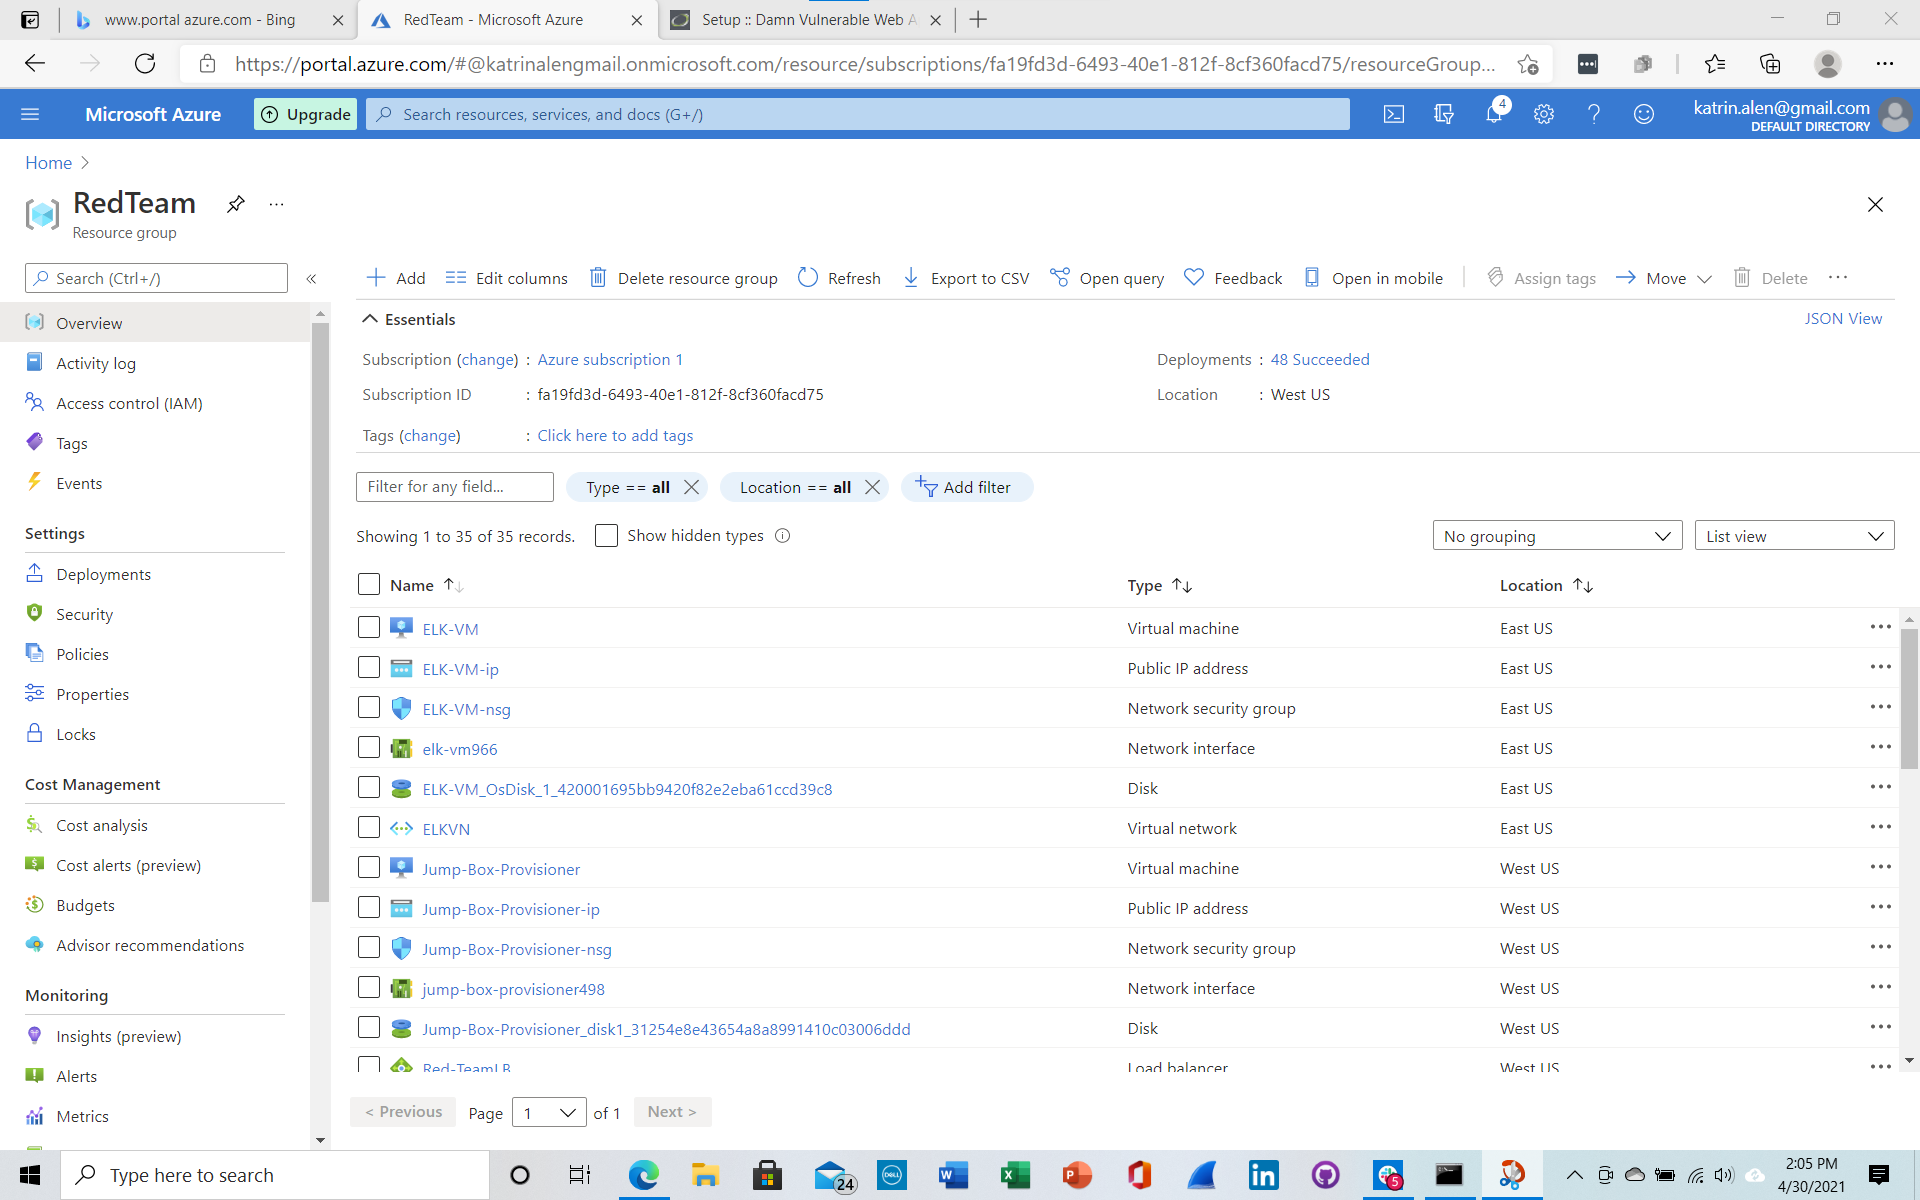 www.portal azure.com - Bing
RedTeam - Microsoft Azure
Setup :: Damn Vulnerable Web A
https://portal.azure.com/#@katrinalengmail.onmicrosoft.com/resource/subscriptions/fa19fd3d-6493-40e1-812f-8cf360facd75/resourceGroup...
Microsoft Azure
Upgrade
Search resources, services, and docs (G+/)
4
katrin.alen@gmail.com
DEFAULT DIRECTORY
Home
RedTeam
Resource group
Search (Ctrl+/)
Add
Edit columns
Delete resource group
Refresh
Export to CSV
Open query
Feedback
Open in mobile
Assign tags
Move
Delete
Overview
Activity log
Access control (IAM)
Tags
Events
Settings
Deployments
Security
Policies
Properties
Locks
Cost Management
Cost analysis
Cost alerts (preview)
Budgets
Advisor recommendations
Monitoring
Insights (preview)
Alerts
Metrics
Essentials
JSON View
Subscription (change) : Azure subscription 1
Deployments : 48 Succeeded
Subscription ID : fa19fd3d-6493-40e1-812f-8cf360facd75
Location : West US
Tags (change) : Click here to add tags
Filter for any field...
Type == all
Location == all
Add filter
Showing 1 to 35 of 35 records.
Show hidden types
No grouping
List view
Name Type Location
ELK-VM Virtual machine East US
ELK-VM-ip Public IP address East US
ELK-VM-nsg Network security group East US
elk-vm966 Network interface East US
ELK-VM_OsDisk_1_420001695bb9420f82e2eba61ccd39c8 Disk East US
ELKVN Virtual network East US
Jump-Box-Provisioner Virtual machine West US
Jump-Box-Provisioner-ip Public IP address West US
Jump-Box-Provisioner-nsg Network security group West US
jump-box-provisioner498 Network interface West US
Jump-Box-Provisioner_disk1_31254e8e43654a8a8991410c03006ddd Disk West US
Red-TeamLB Load balancer West US
< Previous
Page 1 of 1
Next >
Type here to search
24
DELL
5
2:05 PM
4/30/2021